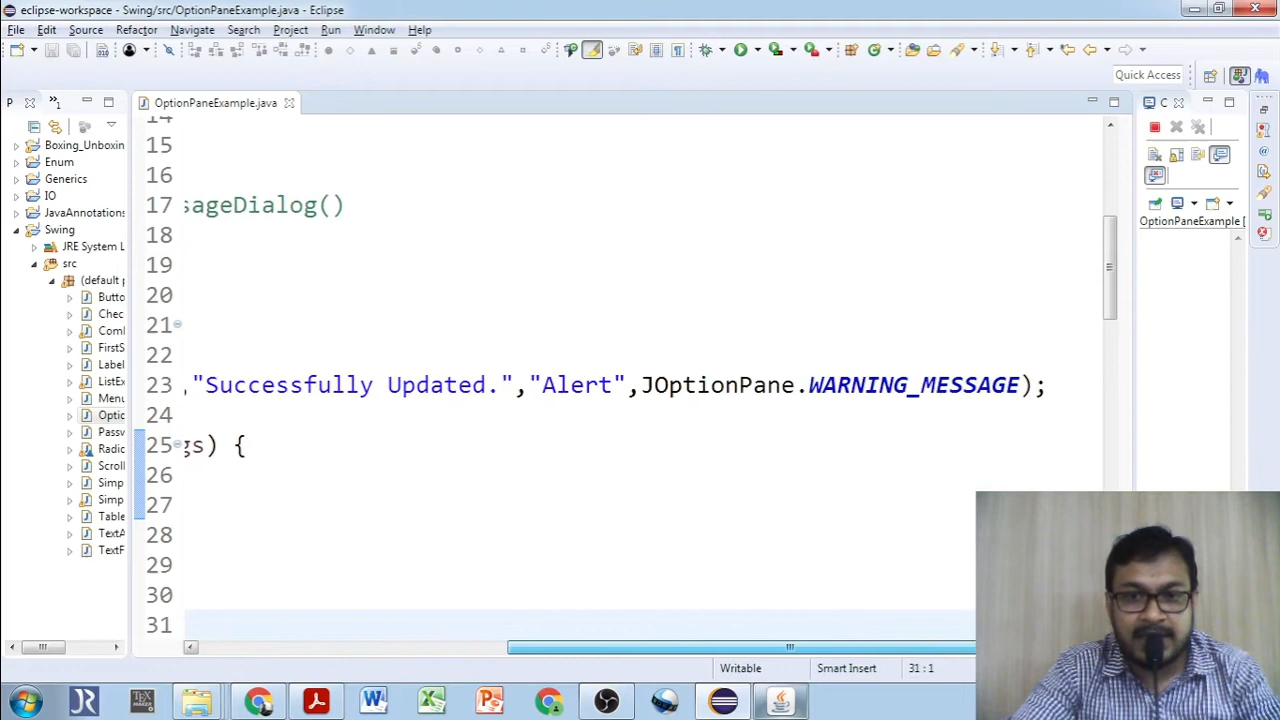 eclipse-workspace - Swing/src/OptionPaneExample.java - Eclipse
File Edit Source Refactor Navigate Search Project Run Window Help
Quick Access
P
»1
OptionPaneExample.java
C
14
15
16
17 sageDialog()
18
19
20
21
22
23 ,"Successfully Updated.","Alert",JOptionPane.WARNING_MESSAGE);
24
25 gs) {
26
27
28
29
30
31
Boxing_Unboxin
Enum
Generics
IO
JavaAnnotations
Swing
JRE System L
src
(default p
Butto
Chec
Coml
FirstS
Label
ListEx
Menu
Optic
Passv
Radic
Scroll
Simp
Simp
Table
TextA
TextF
OptionPaneExample [
Writable Smart Insert 31 : 1